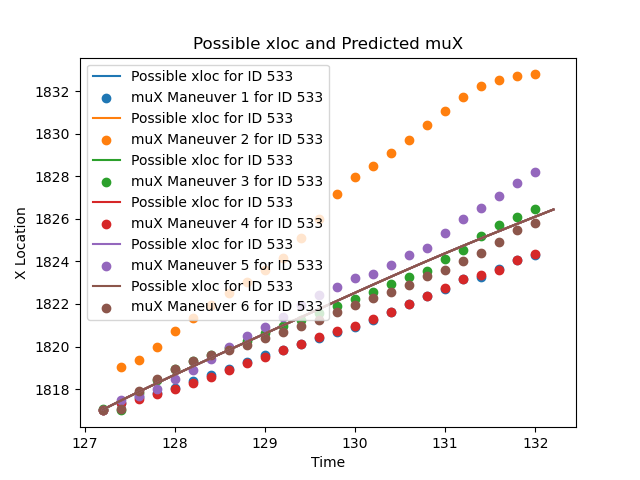 Possible xloc and Predicted muX
Possible xloc for ID 533
muX Maneuver 1 for ID 533
Possible xloc for ID 533
muX Maneuver 2 for ID 533
Possible xloc for ID 533
muX Maneuver 3 for ID 533
Possible xloc for ID 533
muX Maneuver 4 for ID 533
Possible xloc for ID 533
muX Maneuver 5 for ID 533
Possible xloc for ID 533
muX Maneuver 6 for ID 533
X Location
1832
1830
1828
1826
1824
1822
1820
1818
127 128 129 130 131 132
Time